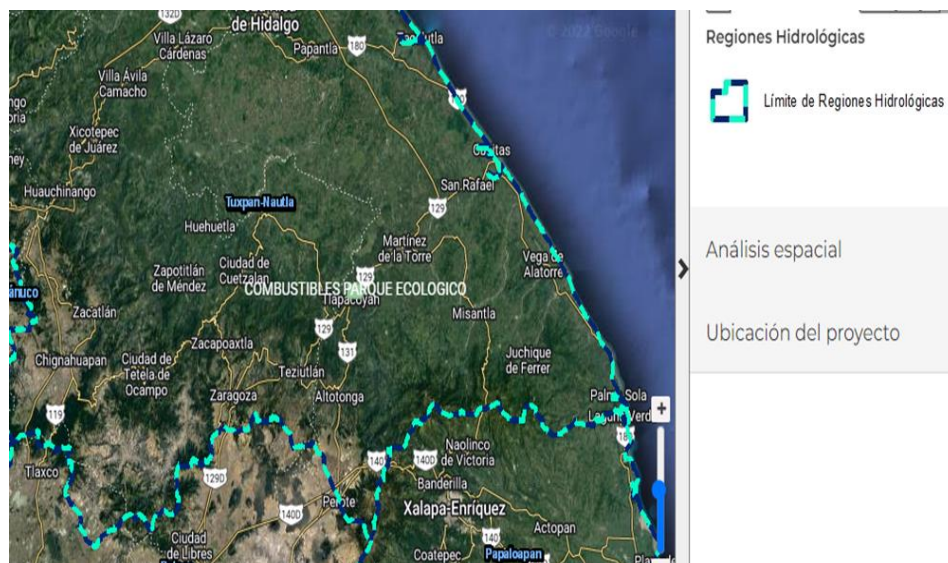 132D
de Hidalgo
Villa Lázaro
Cárdenas
Papantla
180
© 2022 Google
Villa Ávila
Camacho
Xicotepec
de Juárez
Huauchinango
San Rafael
129
Tuxpan-Nautla
Huehuetla
Martínez
de la Torre
Zapotitlán
de Méndez
Ciudad de
Cuetzalan
129
Vega de
Alatorre
COMBUSTIBLES PARQUE ECOLOGICO
Tlapacoyan
Zacatlán
Misantla
129
Zacapoaxtla
131
Chignahuapan
Ciudad de
Tetela de
Ocampo
Teziutlán
Juchique
de Ferrer
Zaragoza
Altotonga
Palma Sola
119
Tlaxco
129D
140
140D
Naolinco
de Victoria
Banderilla
Perote
140D
Xalapa-Enríquez
Actopan
Ciudad
de Libres
140
Coatepec
Papaloapan
Regiones Hidrológicas
Límite de Regiones Hidrológicas
Análisis espacial
Ubicación del proyecto